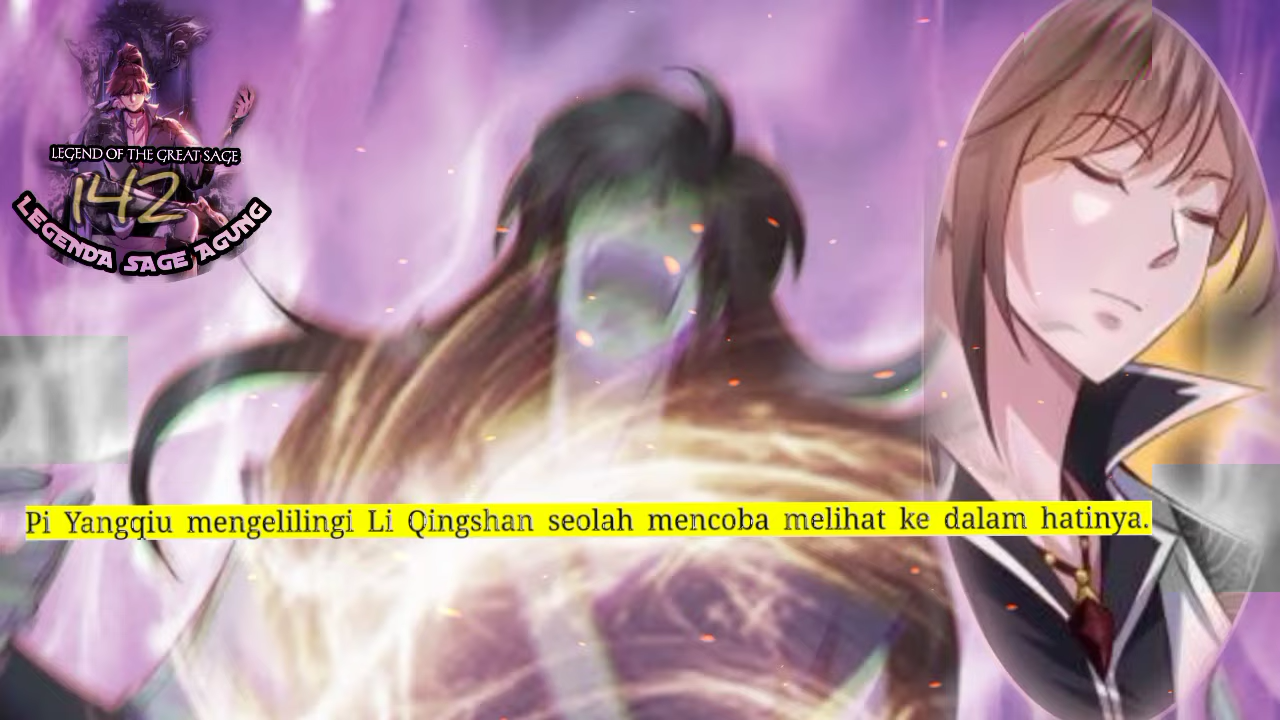 LEGEND OF THE GREAT SAGE
142
LEGENDA SAGE AGUNG
Pi Yangqiu mengelilingi Li Qingshan seolah mencoba melihat ke dalam hatinya.